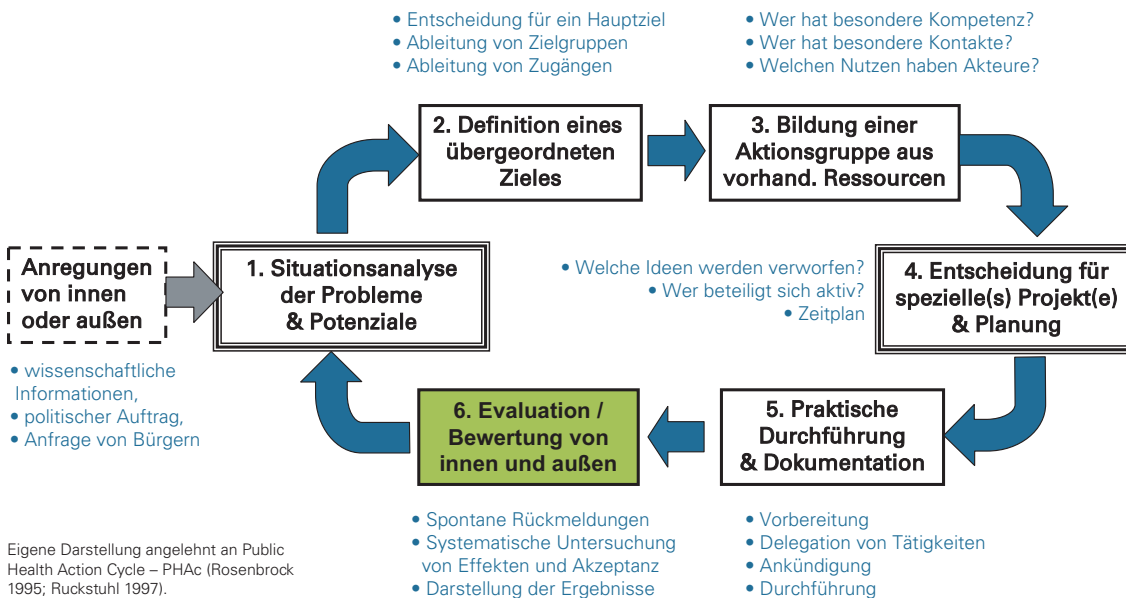 • Entscheidung für ein Hauptziel
• Ableitung von Zielgruppen
• Ableitung von Zugängen
• Wer hat besondere Kompetenz?
• Wer hat besondere Kontakte?
• Welchen Nutzen haben Akteure?
2. Definition eines
übergeordneten
Zieles
3. Bildung einer
Aktionsgruppe aus
vorhand. Ressourcen
Anregungen
von innen
oder außen
1. Situationsanalyse
der Probleme
& Potenziale
• Welche Ideen werden verworfen?
• Wer beteiligt sich aktiv?
• Zeitplan
4. Entscheidung für
spezielle(s) Projekt(e)
& Planung
• wissenschaftliche
Informationen,
• politischer Auftrag,
• Anfrage von Bürgern
6. Evaluation /
Bewertung von
innen und außen
5. Praktische
Durchführung
& Dokumentation
• Spontane Rückmeldungen
• Systematische Untersuchung
von Effekten und Akzeptanz
• Darstellung der Ergebnisse
• Vorbereitung
• Delegation von Tätigkeiten
• Ankündigung
• Durchführung
Eigene Darstellung angelehnt an Public
Health Action Cycle – PHAc (Rosenbrock
1995; Ruckstuhl 1997).